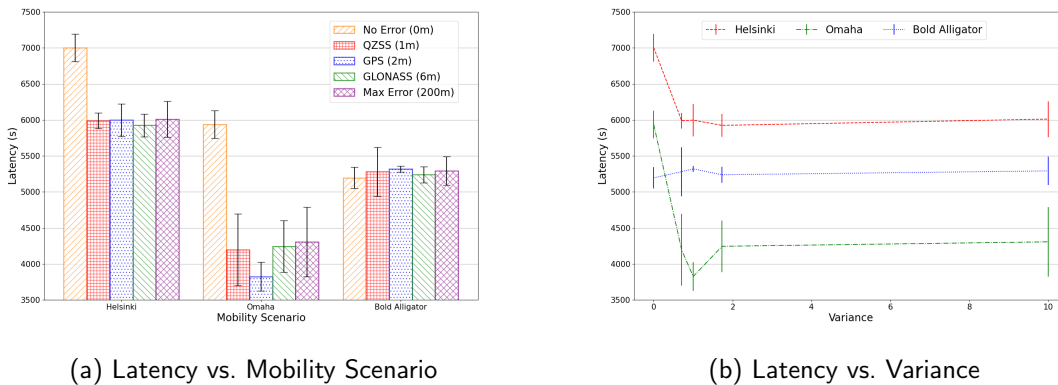 7500
7000
6500
6000
5500
5000
4500
4000
3500
Latency (s)
No Error (0m)
QZSS (1m)
GPS (2m)
GLONASS (6m)
Max Error (200m)
Helsinki
Omaha
Bold Alligator
Mobility Scenario
(a) Latency vs. Mobility Scenario
7500
7000
6500
6000
5500
5000
4500
4000
3500
Latency (s)
Helsinki Omaha Bold Alligator
0 2 4 6 8 10
Variance
(b) Latency vs. Variance